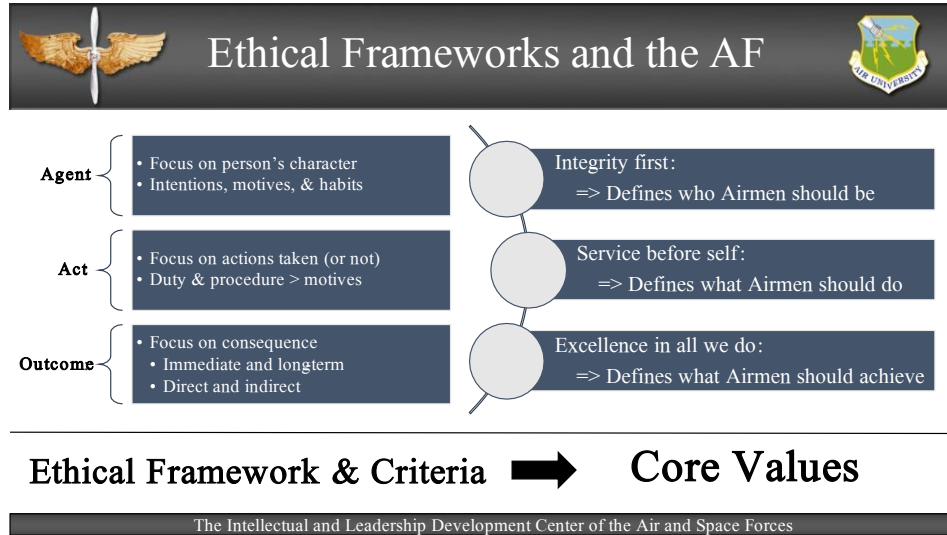 Ethical Frameworks and the AF
AIR UNIVERSITY
Agent
• Focus on person's character
• Intentions, motives, & habits
Act
• Focus on actions taken (or not)
• Duty & procedure > motives
Outcome
• Focus on consequence
• Immediate and long-term
• Direct and indirect
Integrity first:
=> Defines who Airmen should be
Service before self:
=> Defines what Airmen should do
Excellence in all we do:
=> Defines what Airmen should achieve
Ethical Framework & Criteria
Core Values
The Intellectual and Leadership Development Center of the Air and Space Forces